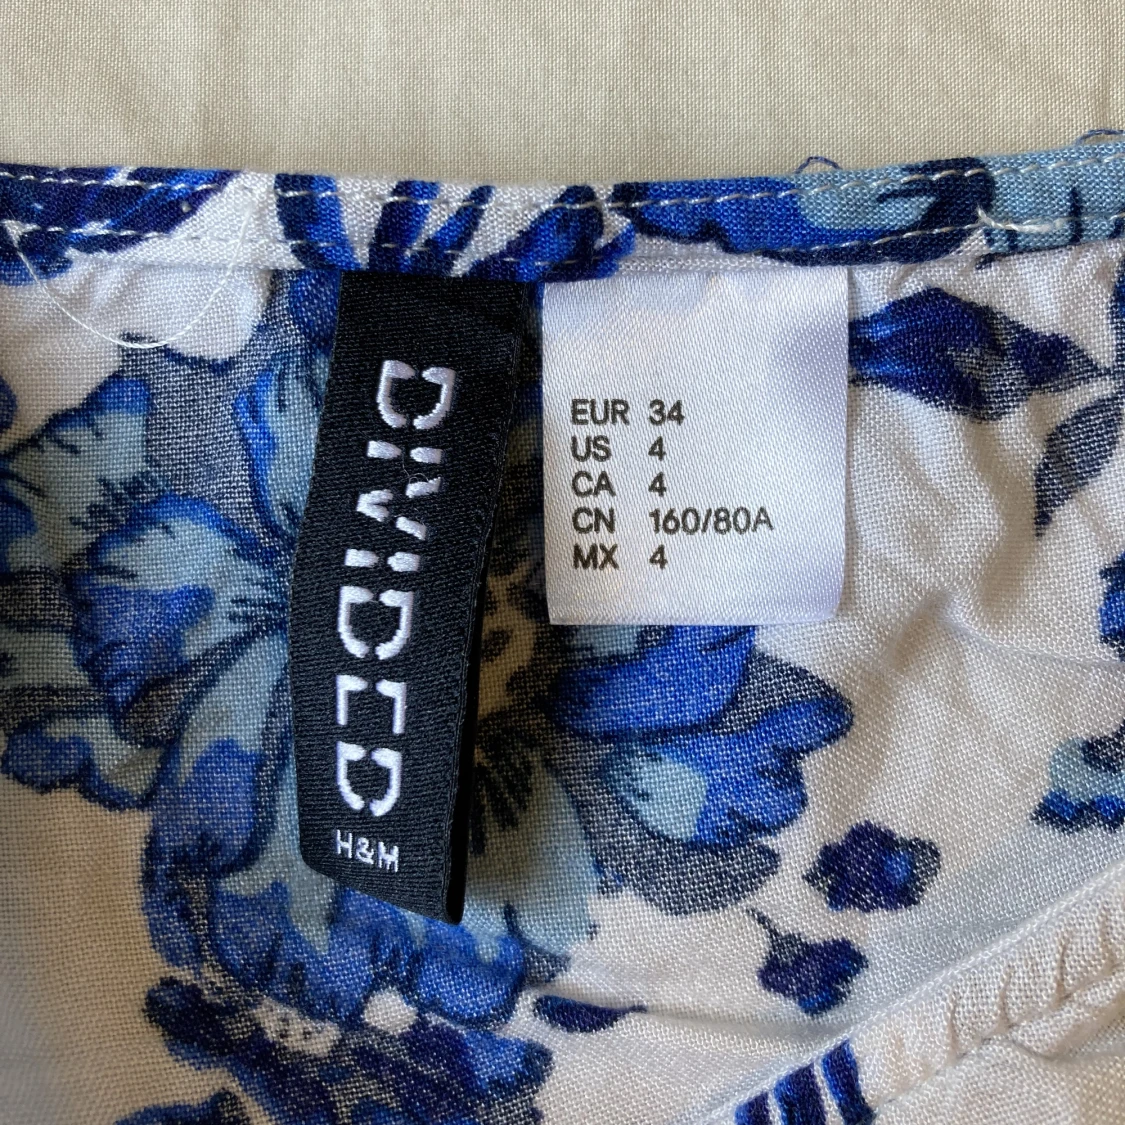 DIVIDED
H&M
EUR 34
US 4
CA 4
CN 160/80A
MX 4